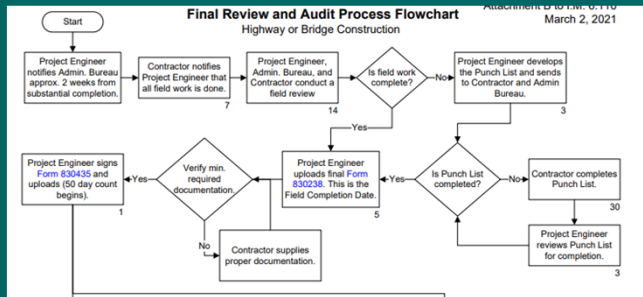 Final Review and Audit Process Flowchart
Highway or Bridge Construction
Attachment B to I.M. 6.110
March 2, 2021
Start
Project Engineer
notifies Admin. Bureau
approx. 2 weeks from
substantial completion.
Contractor notifies
Project Engineer that
all field work is done.
7
Project Engineer,
Admin. Bureau, and
Contractor conduct a
field review
14
Is field work
complete?
No
Project Engineer develops
the Punch List and sends
to Contractor and Admin
Bureau.
3
Yes
Project Engineer signs
Form 830435 and
uploads (50 day count
begins).
1
Yes
Verify min.
required
documentation.
No
Contractor supplies
proper documentation.
Project Engineer
uploads final Form
830238. This is the
Field Completion Date.
5
Yes
Is Punch List
completed?
No
Contractor completes
Punch List.
30
Project Engineer
reviews Punch List
for completion.
3